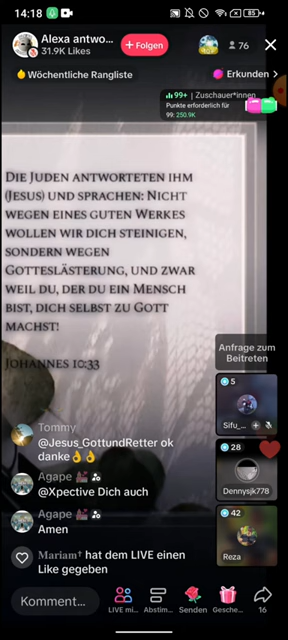 14:18
85%
Alexa antwo...
31.9K Likes
+ Folgen
76
Wöchentliche Rangliste
Erkunden >
99+ | Zuschauer*innen
Punkte erforderlich für
99: 250.9K
Die Juden antworteten ihm
(Jesus) und sprachen: Nicht
wegen eines guten Werkes
wollen wir dich steinigen,
sondern wegen
Gotteslästerung, und zwar
weil du, der du ein Mensch
bist, dich selbst zu Gott
machst!
Johannes 10:33
Anfrage zum
Beitreten
5
Sifu_...
28
Dennysjk778
42
Reza
Tommy
@Jesus_GottundRetter ok
danke👌👌
Agape
@Xpective Dich auch
Agape
Amen
Mariam† hat dem LIVE einen
Like gegeben
Komment...
LIVE mi...
Abstim...
Senden
Gesche...
16